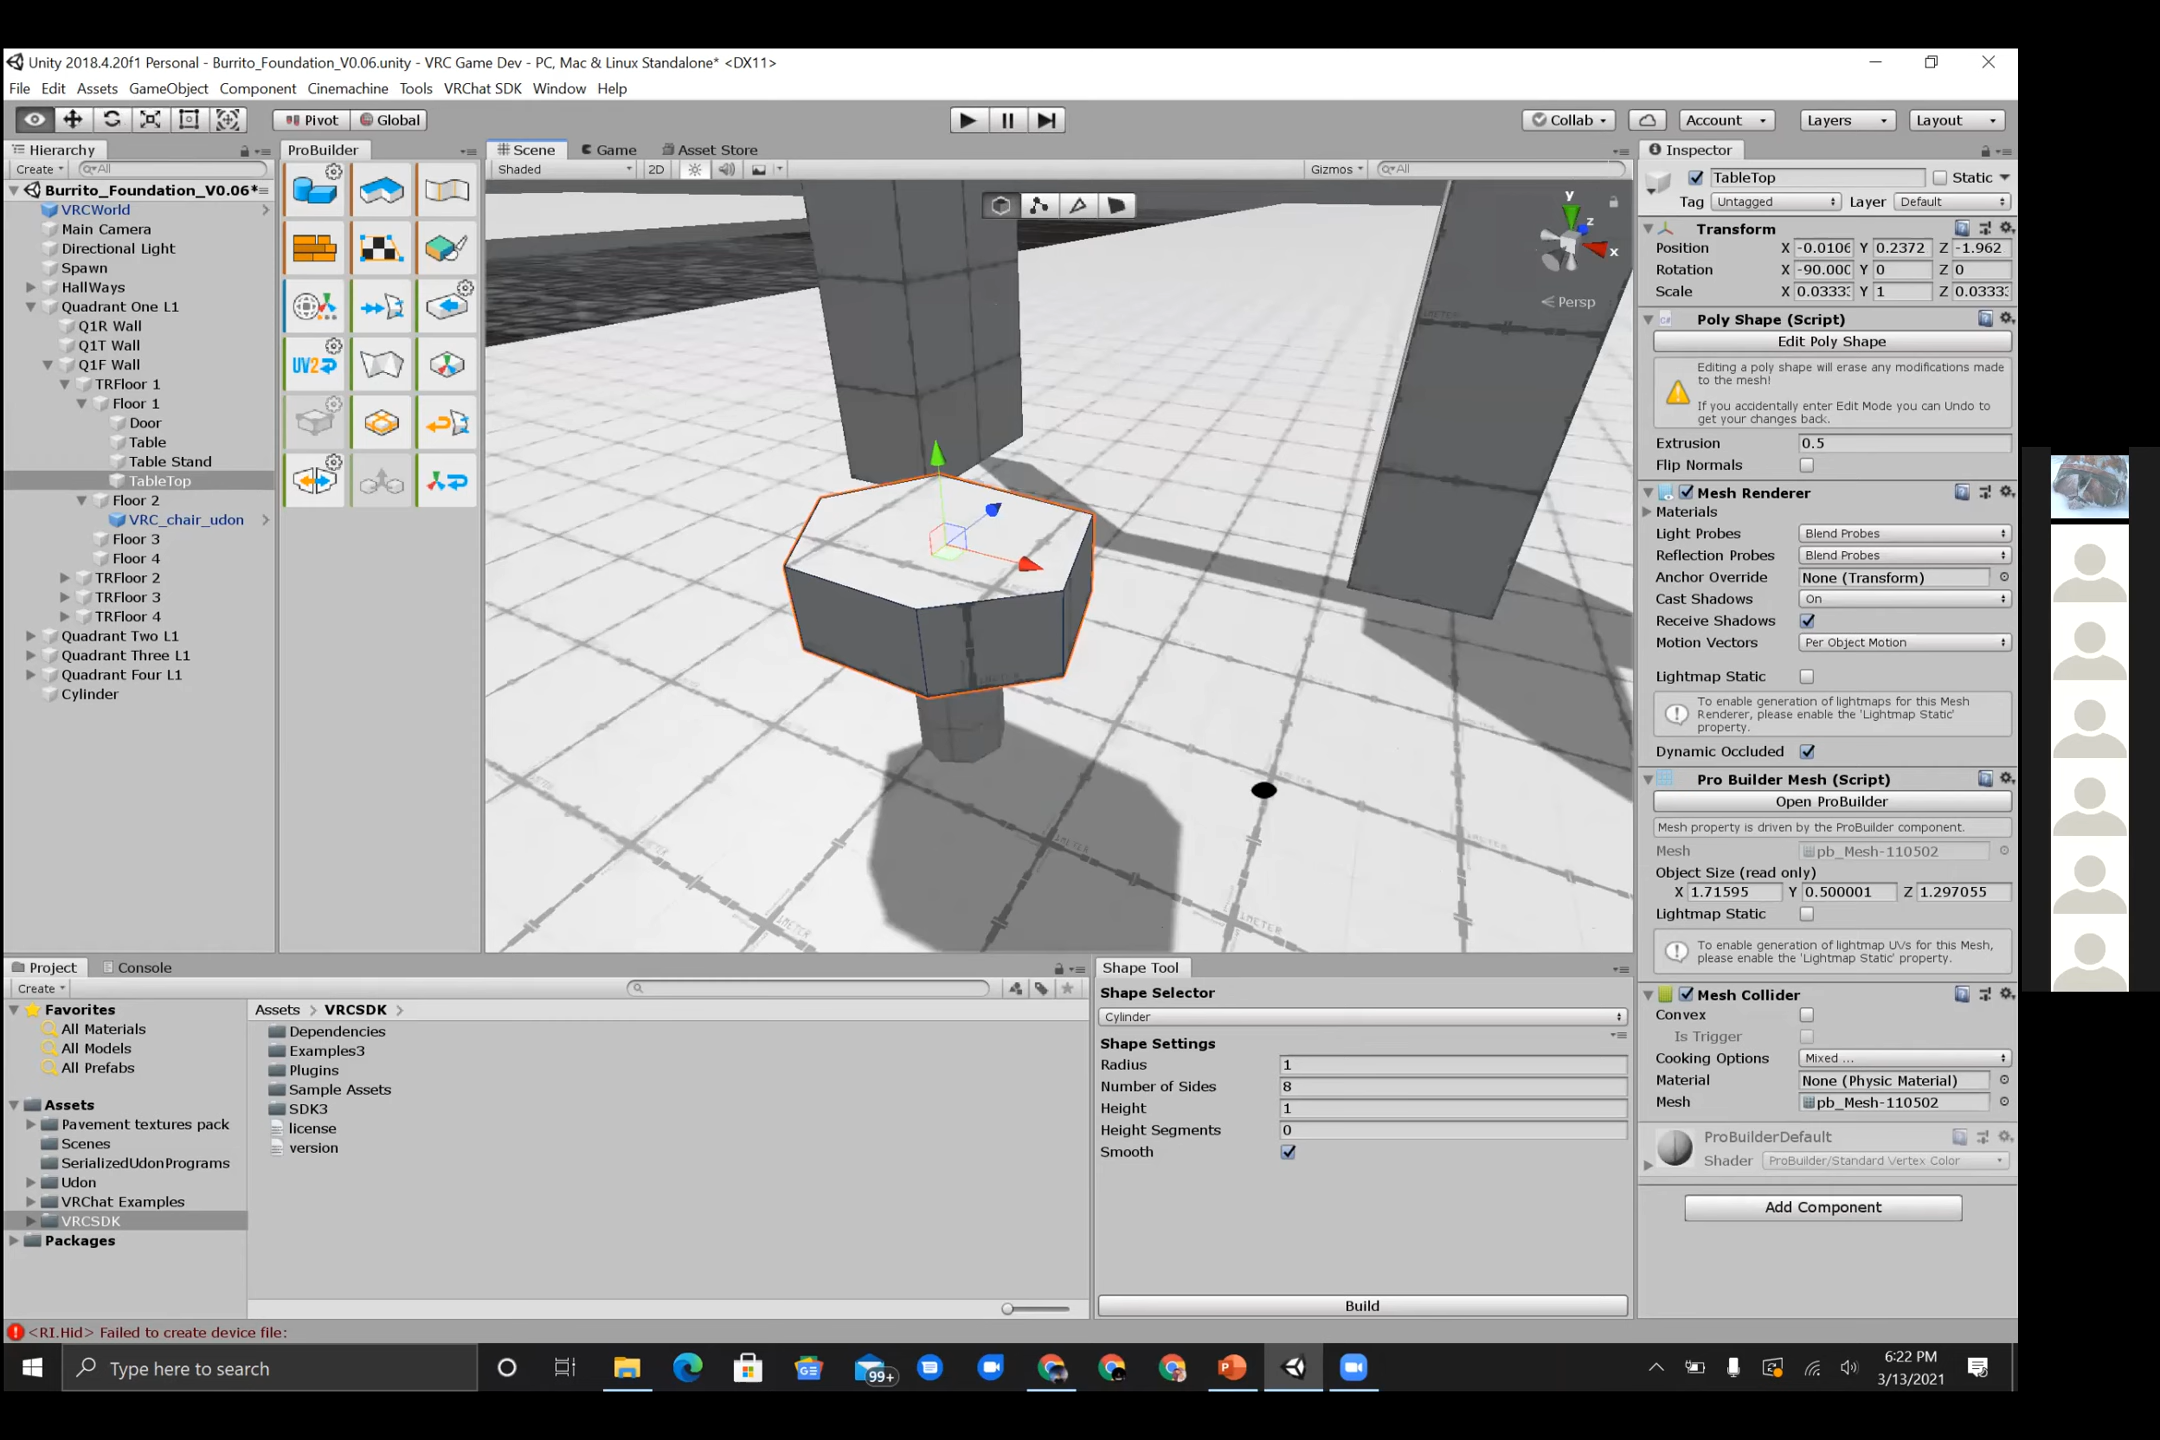 Unity 2018.4.20f1 Personal - Burrito_Foundation_V0.06.unity - VRC Game Dev - PC, Mac & Linux Standalone* <DX11>
File Edit Assets GameObject Component Cinemachine Tools VRChat SDK Window Help
Pivot Global Collab Account Layers Layout
Hierarchy
Create All
Burrito_Foundation_V0.06*
VRCWorld
Main Camera
Directional Light
Spawn
HallWays
Quadrant One L1
Q1R Wall
Q1T Wall
Q1F Wall
TRFloor 1
Floor 1
Door
Table
Table Stand
TableTop
Floor 2
VRC_chair_udon
Floor 3
Floor 4
TRFloor 2
TRFloor 3
TRFloor 4
Quadrant Two L1
Quadrant Three L1
Quadrant Four L1
Cylinder
ProBuilder
UV2
Scene Game Asset Store
Shaded 2D Gizmos All
y
z
x
Persp
1METER
Inspector
TableTop Static
Tag Untagged Layer Default
Transform
Position X -0.0106 Y 0.2372 Z -1.962
Rotation X -90.000 Y 0 Z 0
Scale X 0.0333 Y 1 Z 0.0333
Poly Shape (Script)
Edit Poly Shape
Editing a poly shape will erase any modifications made
to the mesh!
If you accidentally enter Edit Mode you can Undo to
get your changes back.
Extrusion 0.5
Flip Normals
Mesh Renderer
Materials
Light Probes Blend Probes
Reflection Probes Blend Probes
Anchor Override None (Transform)
Cast Shadows On
Receive Shadows
Motion Vectors Per Object Motion
Lightmap Static
To enable generation of lightmaps for this Mesh
Renderer, please enable the 'Lightmap Static'
property.
Dynamic Occluded
Pro Builder Mesh (Script)
Open ProBuilder
Mesh property is driven by the ProBuilder component.
Mesh pb_Mesh-110502
Object Size (read only)
X 1.71595 Y 0.500001 Z 1.297055
Lightmap Static
To enable generation of lightmap UVs for this Mesh,
please enable the 'Lightmap Static' property.
Mesh Collider
Convex
Is Trigger
Cooking Options Mixed ...
Material None (Physic Material)
Mesh pb_Mesh-110502
ProBuilderDefault
Shader ProBuilder/Standard Vertex Color
Add Component
Project Console
Create
Favorites
All Materials
All Models
All Prefabs
Assets
Pavement textures pack
Scenes
SerializedUdonPrograms
Udon
VRChat Examples
VRCSDK
Packages
Assets > VRCSDK >
Dependencies
Examples3
Plugins
Sample Assets
SDK3
license
version
Shape Tool
Shape Selector
Cylinder
Shape Settings
Radius 1
Number of Sides 8
Height 1
Height Segments 0
Smooth
Build
<RI.Hid> Failed to create device file:
Type here to search
99+
6:22 PM
3/13/2021